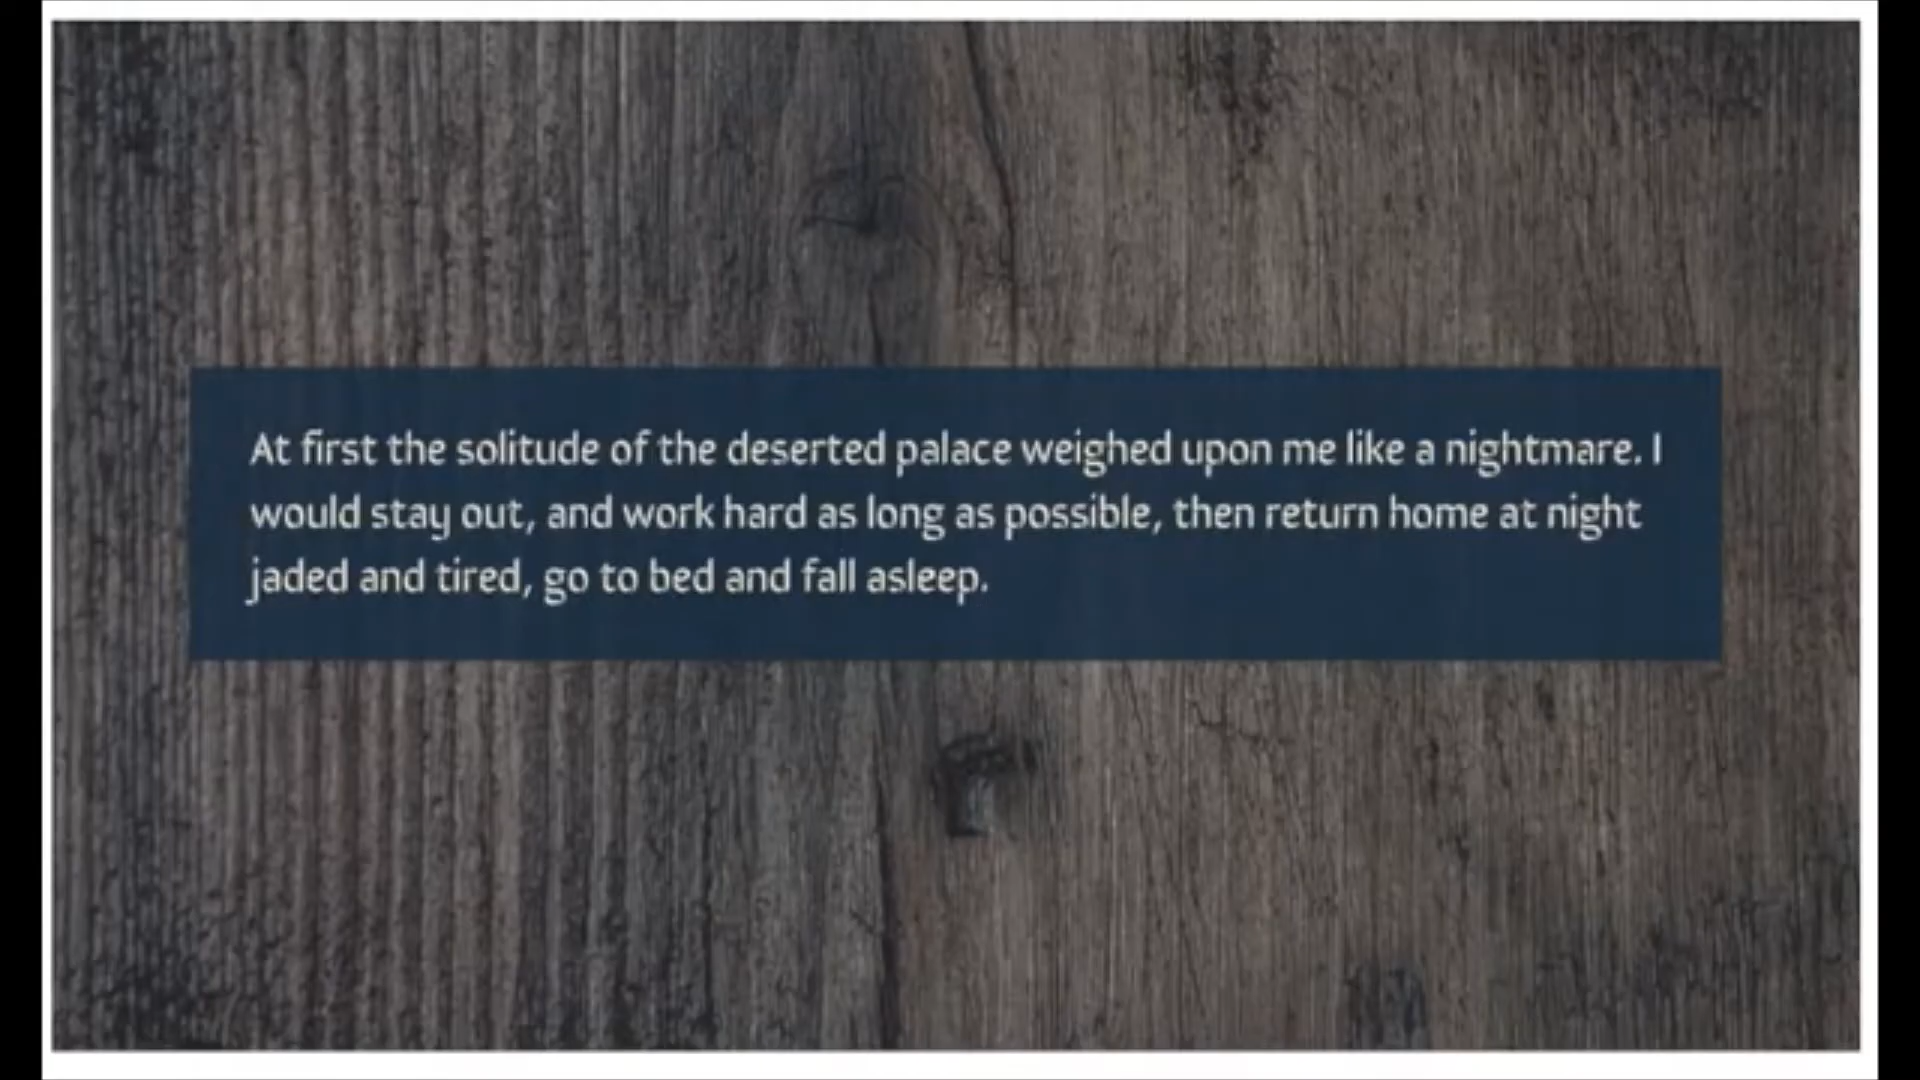 At first the solitude of the deserted palace weighed upon me like a nightmare. I
would stay out, and work hard as long as possible, then return home at night
jaded and tired, go to bed and fall asleep.